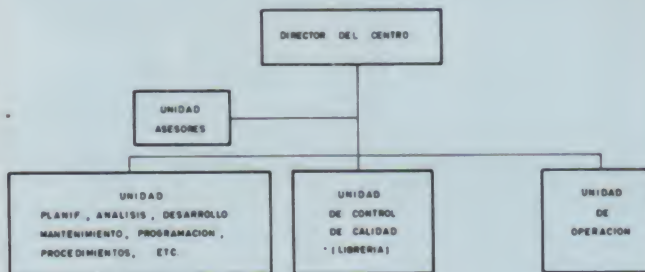 DIRECTOR DEL CENTRO
UNIDAD
ASESORES
UNIDAD
PLANIF., ANALISIS, DESARROLLO
MANTENIMIENTO, PROGRAMACION,
PROCEDIMIENTOS, ETC.
UNIDAD
DE CONTROL
DE CALIDAD
(LIBRERIA)
UNIDAD
DE
OPERACION